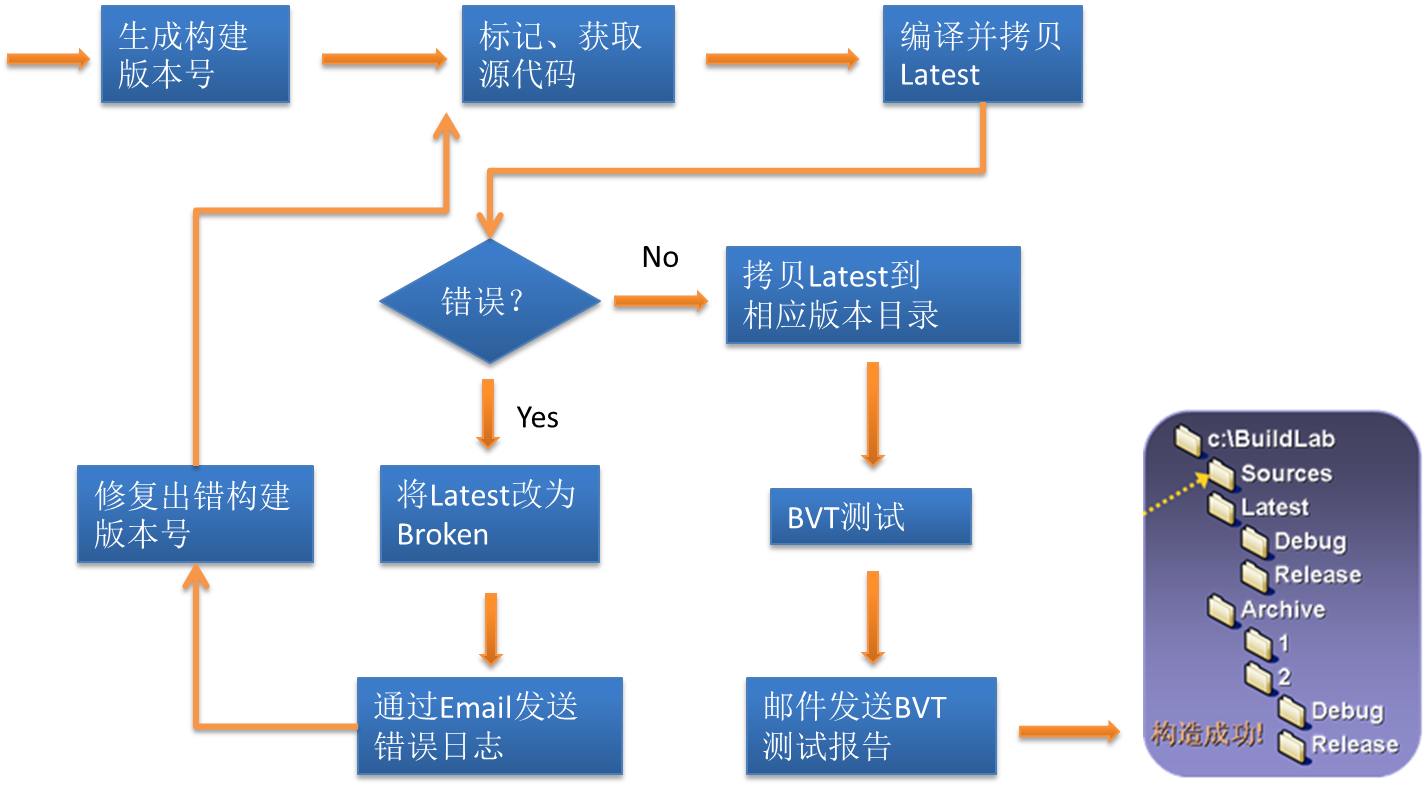 生成构建
版本号
标记、获取
源代码
编译并拷贝
Latest
错误？
No
拷贝Latest到
相应版本目录
Yes
修复出错构建
版本号
将Latest改为
Broken
BVT测试
通过Email发送
错误日志
邮件发送BVT
测试报告
c:\BuildLab
Sources
Latest
Debug
Release
Archive
1
2
Debug
构造成功!
Release